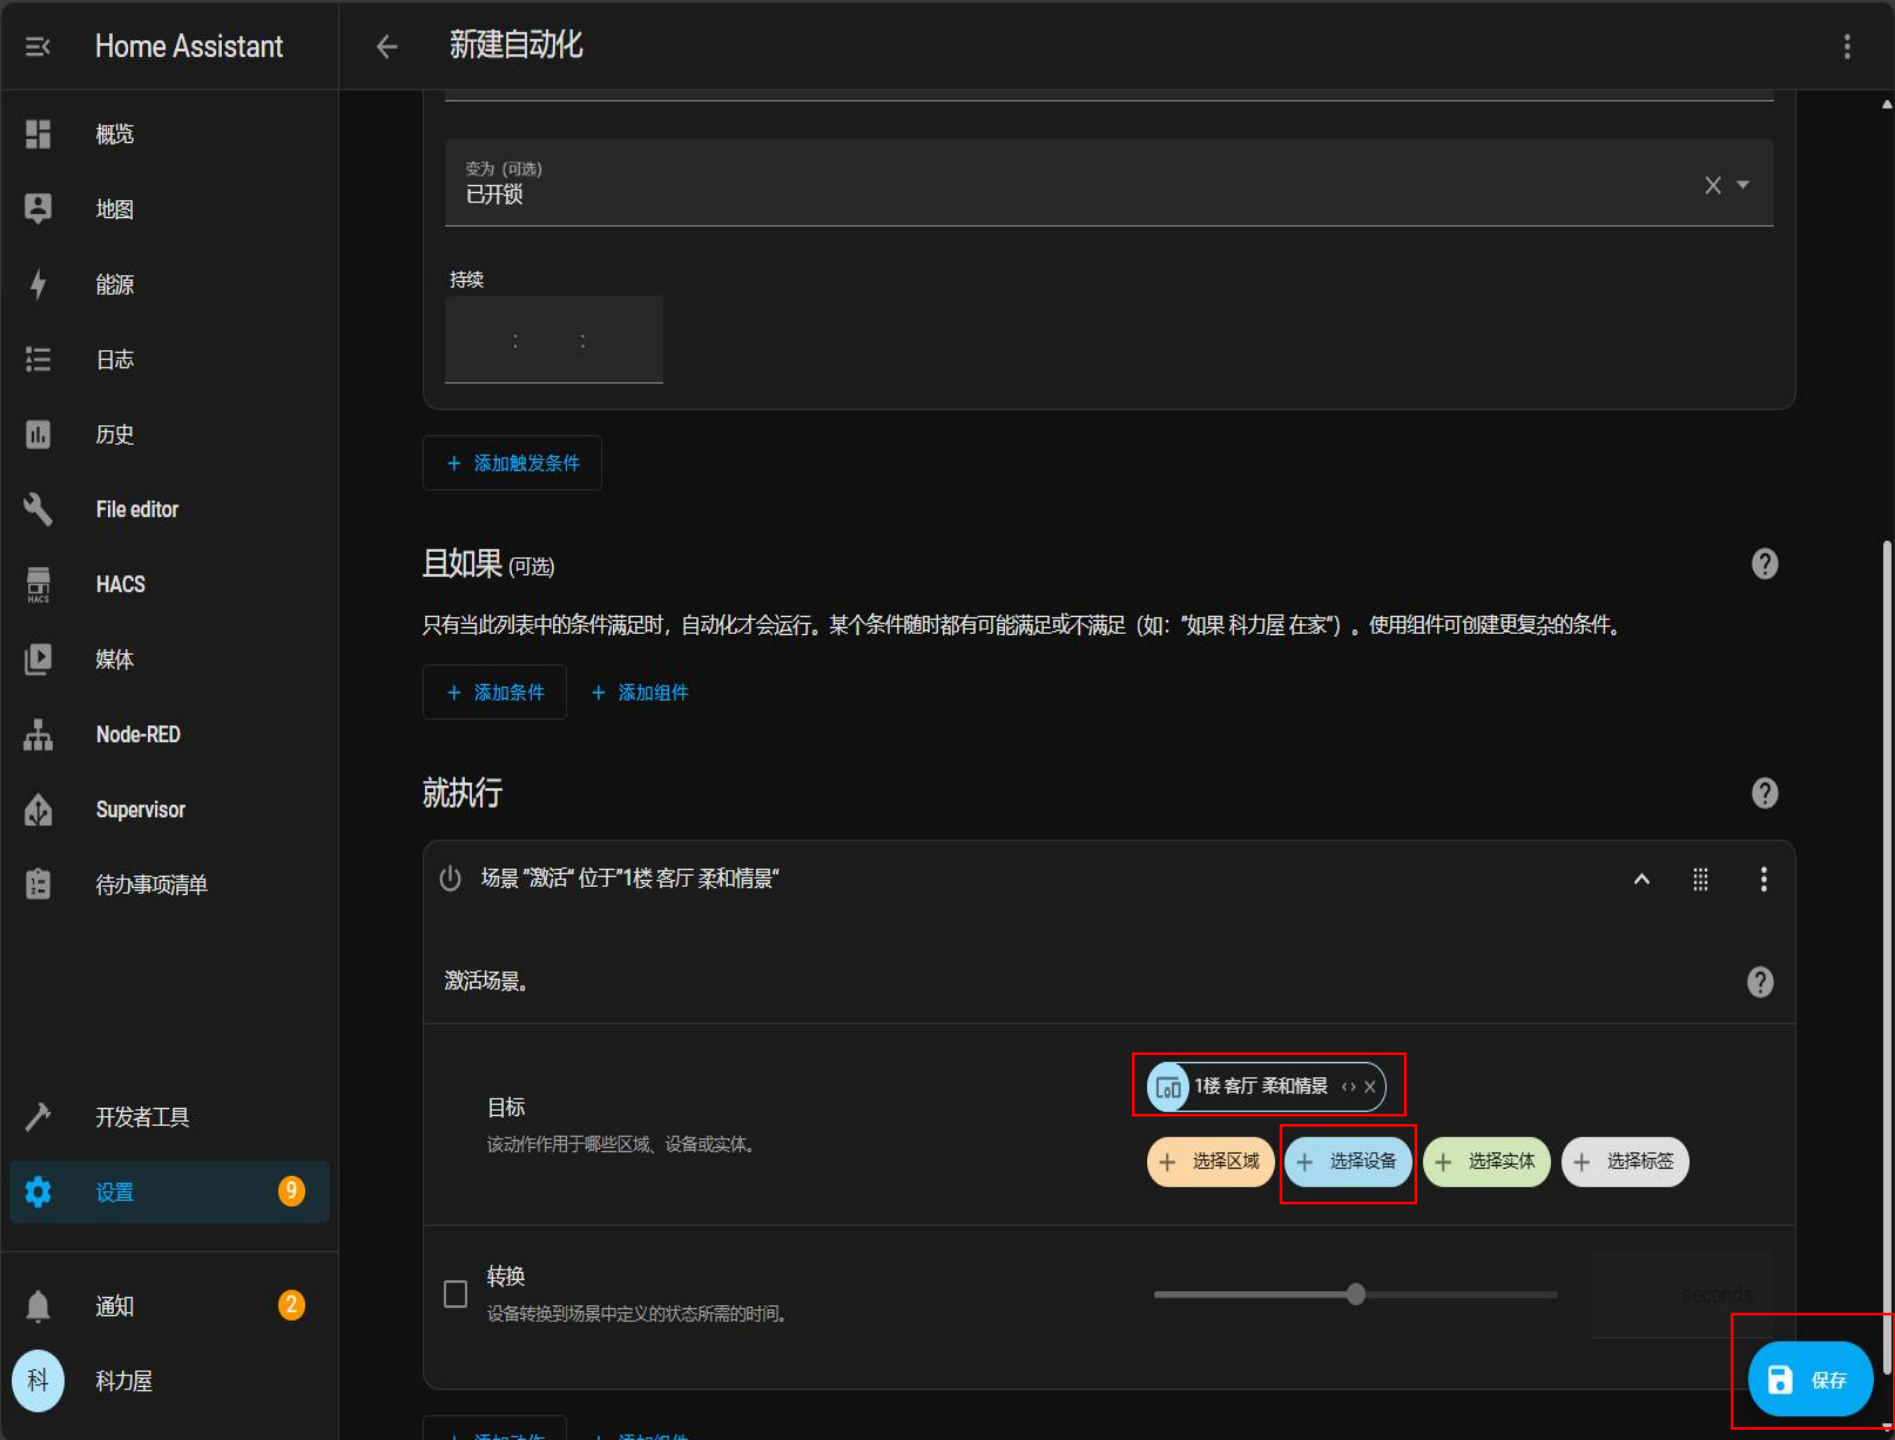 Home Assistant
新建自动化
概览
地图
能源
日志
历史
File editor
HACS
HACS
媒体
Node-RED
Supervisor
待办事项清单
开发者工具
设置
9
通知
2
科
科力屋
变为 (可选)
已开锁
持续
: :
+ 添加触发条件
且如果 (可选)
只有当此列表中的条件满足时，自动化才会运行。某个条件随时都有可能满足或不满足（如："如果 科力屋 在家"）。使用组件可创建更复杂的条件。
+ 添加条件 + 添加组件
就执行
场景 "激活" 位于"1楼 客厅 柔和情景"
激活场景。
1楼 客厅 柔和情景
目标
该动作作用于哪些区域、设备或实体。
+ 选择区域 + 选择设备 + 选择实体 + 选择标签
转换
设备转换到场景中定义的状态所需的时间。
seconds
保存
+ 添加动作 + 添加组件